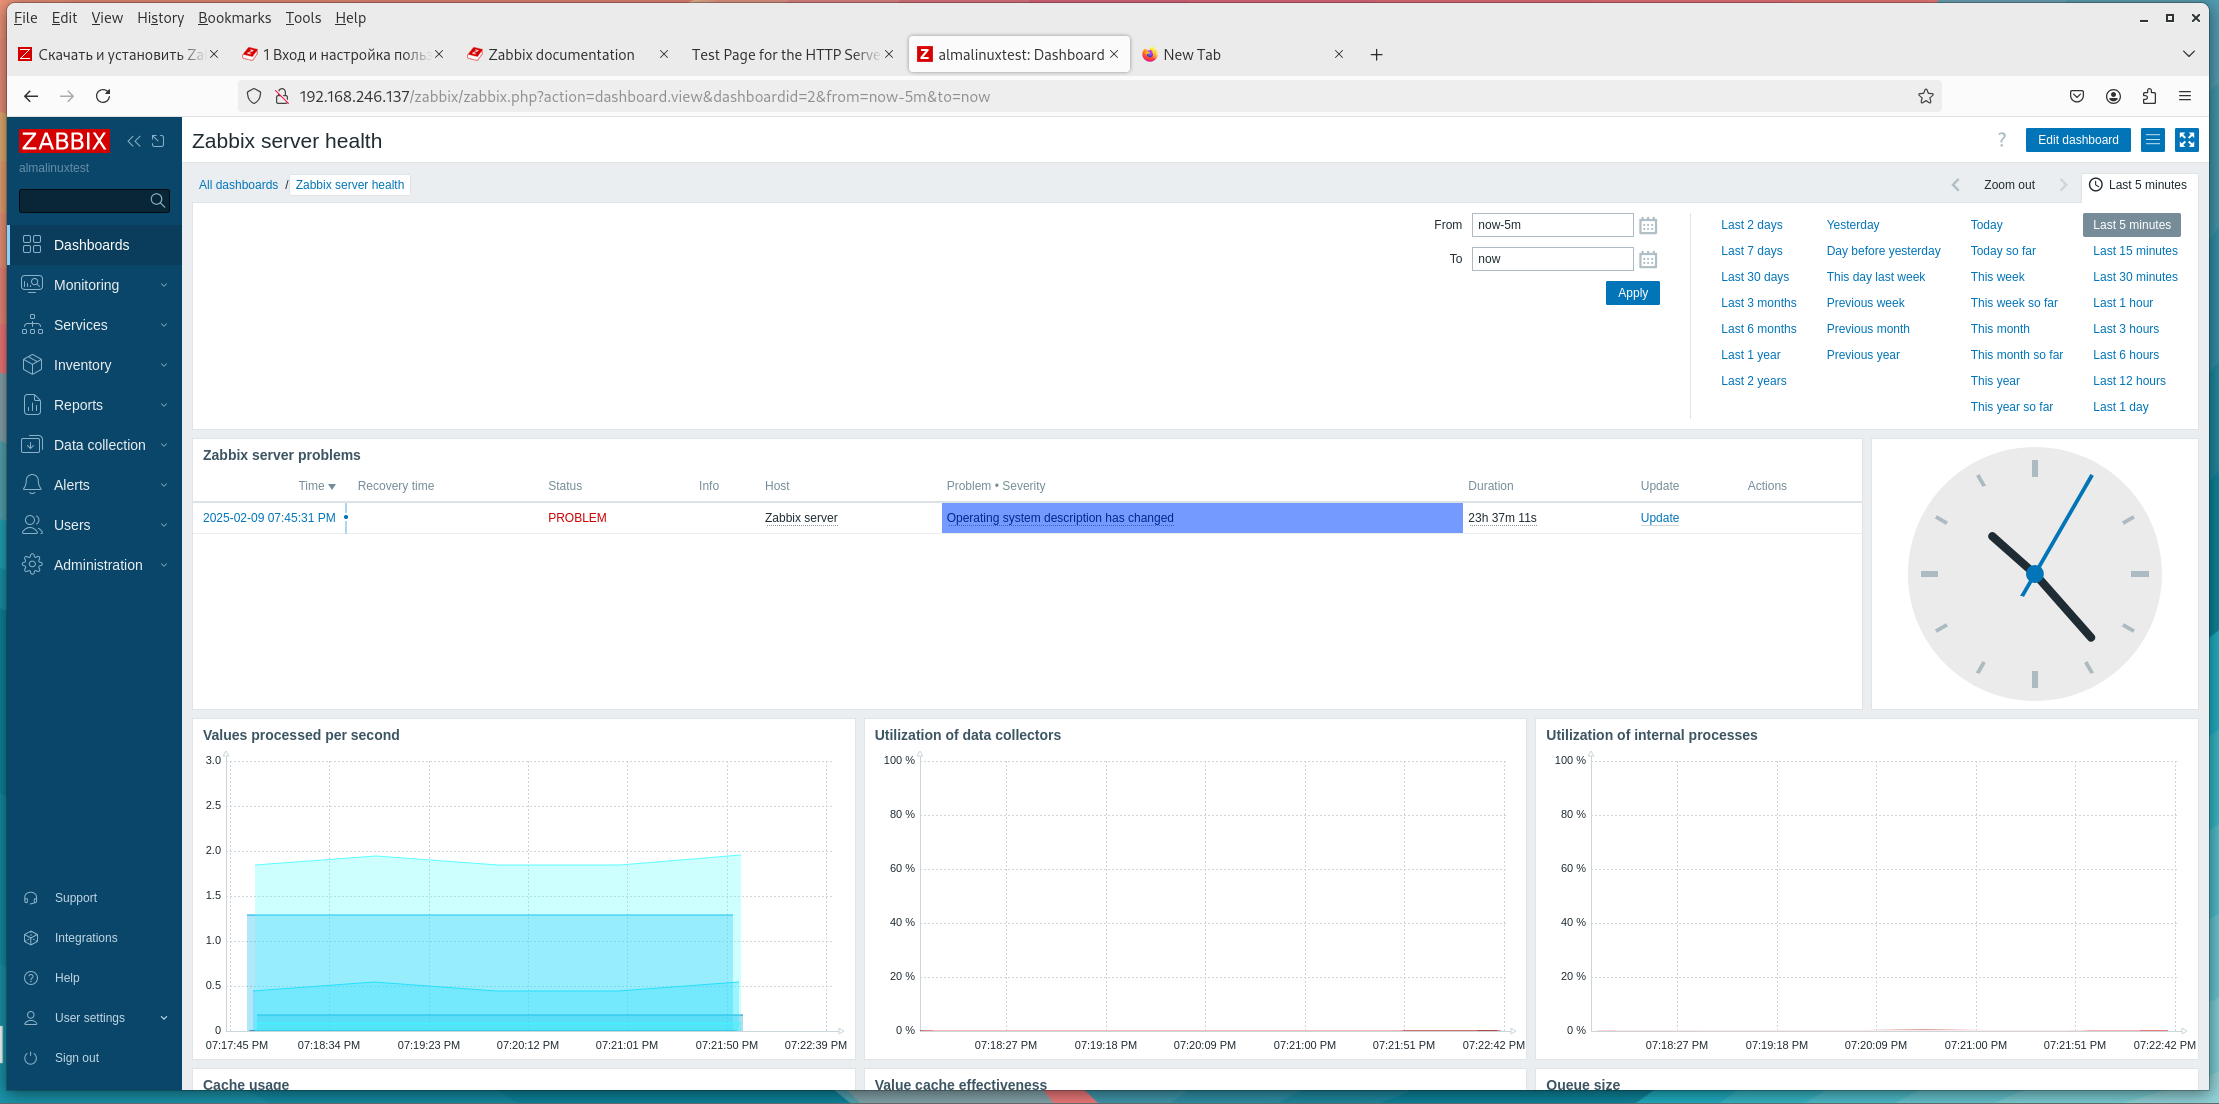 File Edit View History Bookmarks Tools Help
Скачать и установить Za
1 Вход и настройка поль
Zabbix documentation
Test Page for the HTTP Serve
almalinuxtest: Dashboard
New Tab
192.168.246.137/zabbix/zabbix.php?action=dashboard.view&dashboardid=2&from=now-5m&to=now
ZABBIX
almalinuxtest
Dashboards
Monitoring
Services
Inventory
Reports
Data collection
Alerts
Users
Administration
Support
Integrations
Help
User settings
Sign out
Zabbix server health
? Edit dashboard
All dashboards / Zabbix server health
Zoom out Last 5 minutes
From now-5m
To now
Apply
Last 2 days Yesterday Today Last 5 minutes
Last 7 days Day before yesterday Today so far Last 15 minutes
Last 30 days This day last week This week Last 30 minutes
Last 3 months Previous week This week so far Last 1 hour
Last 6 months Previous month This month Last 3 hours
Last 1 year Previous year This month so far Last 6 hours
Last 2 years This year Last 12 hours
This year so far Last 1 day
Zabbix server problems
Time Recovery time Status Info Host Problem • Severity Duration Update Actions
2025-02-09 07:45:31 PM PROBLEM Zabbix server Operating system description has changed 23h 37m 11s Update
Values processed per second
3.0
2.5
2.0
1.5
1.0
0.5
0
07:17:45 PM 07:18:34 PM 07:19:23 PM 07:20:12 PM 07:21:01 PM 07:21:50 PM 07:22:39 PM
Utilization of data collectors
100 %
80 %
60 %
40 %
20 %
0 %
07:18:27 PM 07:19:18 PM 07:20:09 PM 07:21:00 PM 07:21:51 PM 07:22:42 PM
Utilization of internal processes
100 %
80 %
60 %
40 %
20 %
0 %
07:18:27 PM 07:19:18 PM 07:20:09 PM 07:21:00 PM 07:21:51 PM 07:22:42 PM
Cache usage
Value cache effectiveness
Queue size